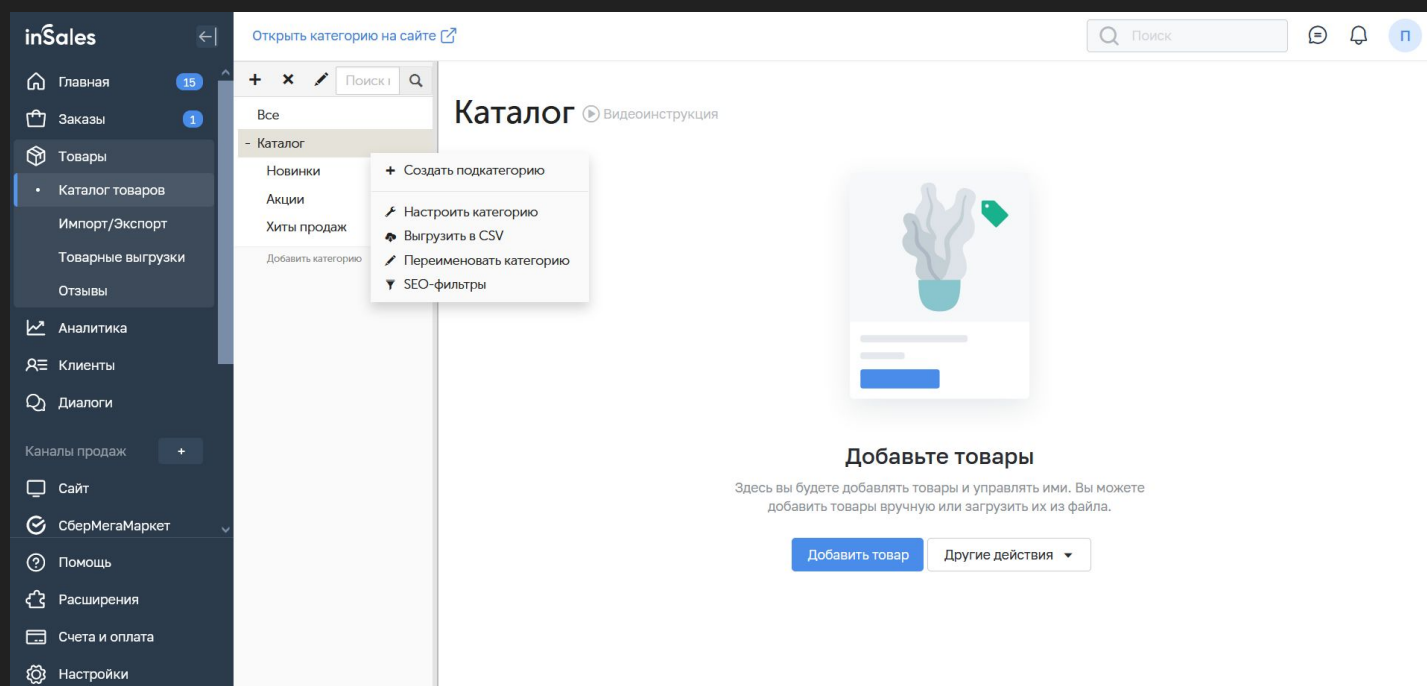 inSales
Главная 15
Заказы 1
Товары
Каталог товаров
Импорт/Экспорт
Товарные выгрузки
Отзывы
Аналитика
Клиенты
Диалоги
Каналы продаж +
Сайт
СберМегаМаркет
Помощь
Расширения
Счета и оплата
Настройки
Открыть категорию на сайте
Поиск
П
Поиск
Все
- Каталог
Новинки
Акции
Хиты продаж
Добавить категорию
+ Создать подкатегорию
Настроить категорию
Выгрузить в CSV
Переименовать категорию
SEO-фильтры
Каталог Видеоинструкция
Добавьте товары
Здесь вы будете добавлять товары и управлять ими. Вы можете
добавить товары вручную или загрузить их из файла.
Добавить товар Другие действия